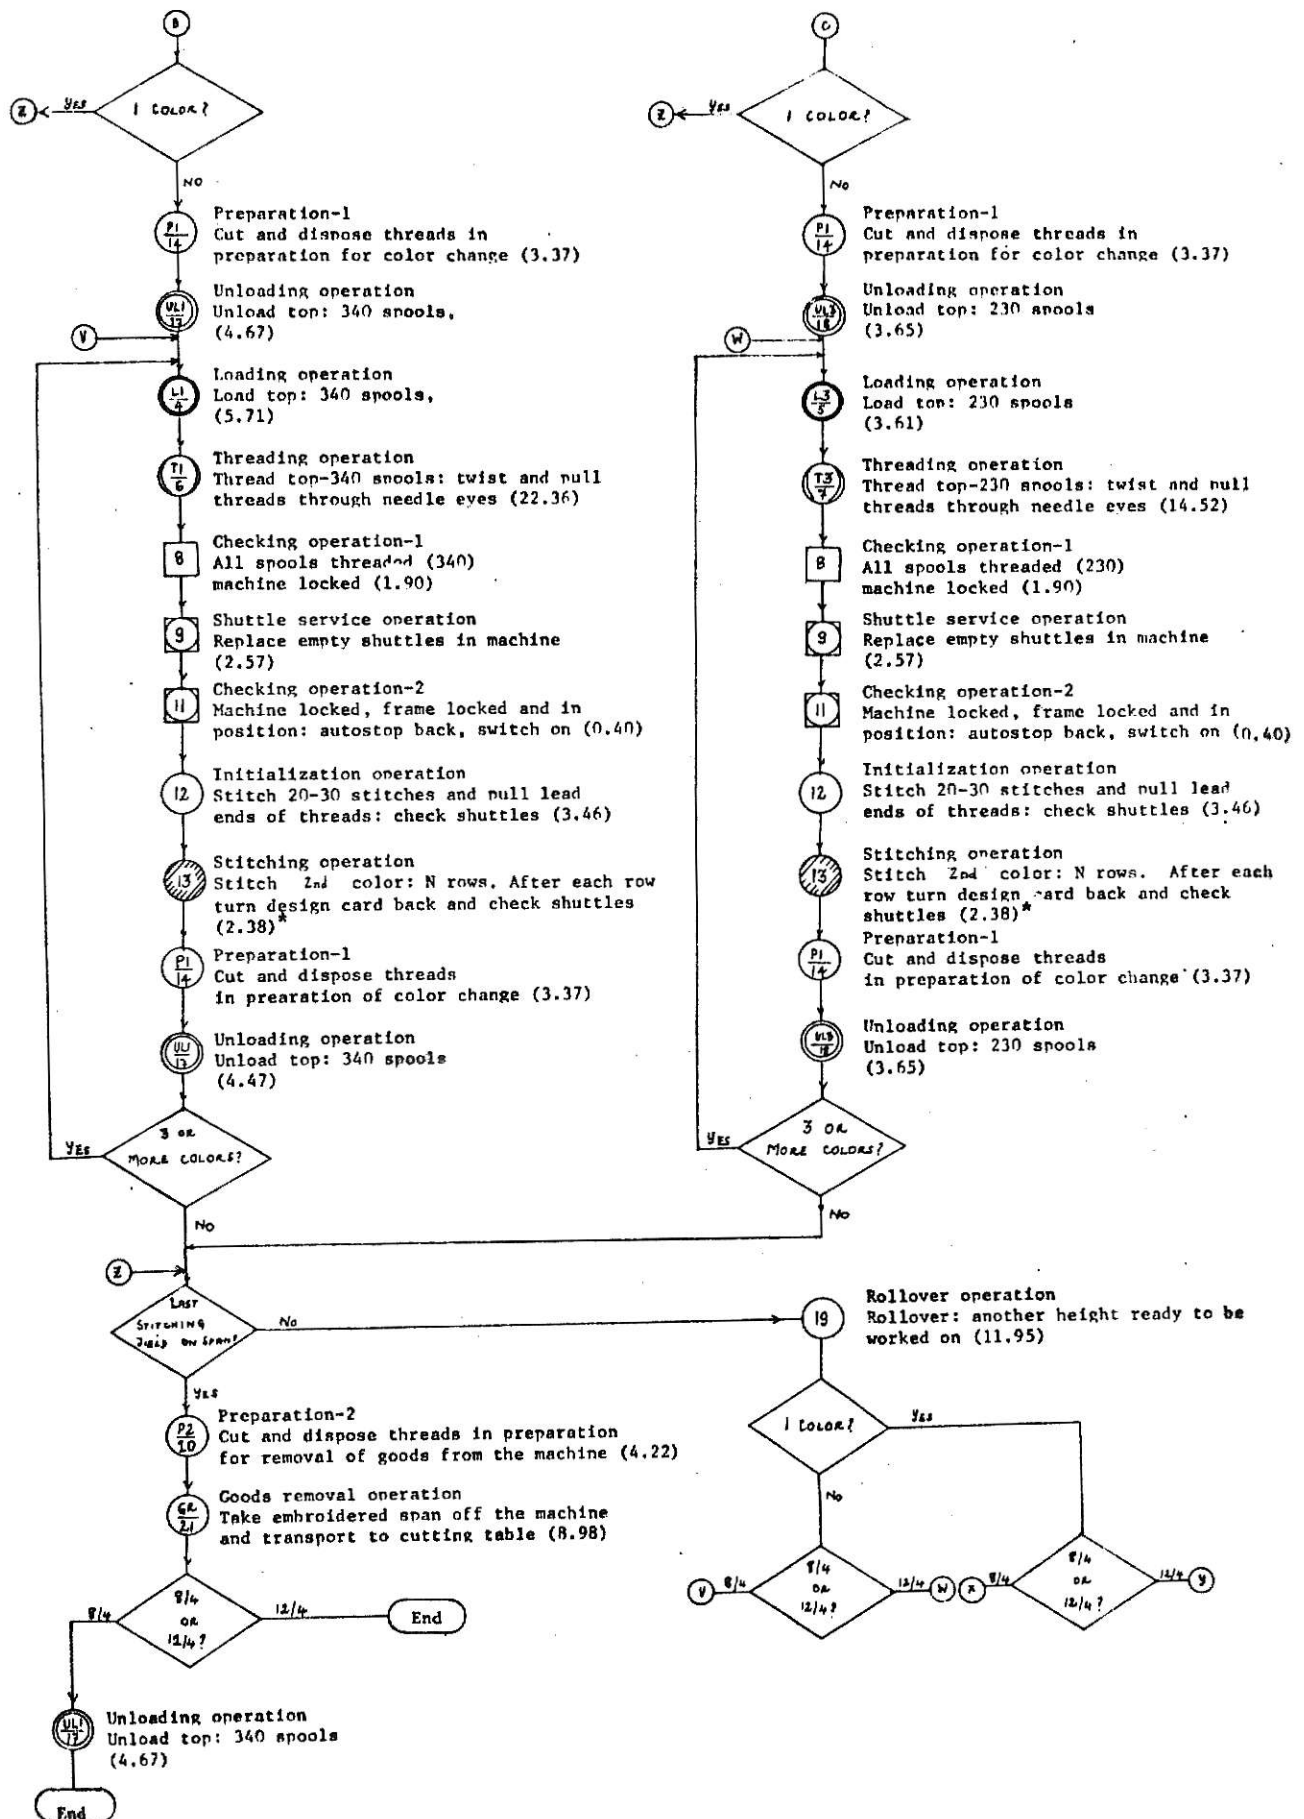 B
1 COLOR?
YES
Z
NO
P1
14
Preparation-1
Cut and dispose threads in
preparation for color change (3.37)
UL1
17
Unloading operation
Unload top: 340 spools,
(4.67)
V
L1
4
Loading operation
Load top: 340 spools,
(5.71)
T1
6
Threading operation
Thread top-340 spools: twist and pull
threads through needle eyes (22.36)
8
Checking operation-1
All spools threaded (340)
machine locked (1.90)
9
Shuttle service operation
Replace empty shuttles in machine
(2.57)
11
Checking operation-2
Machine locked, frame locked and in
position: autostop back, switch on (0.40)
12
Initialization operation
Stitch 20-30 stitches and pull lead
ends of threads: check shuttles (3.46)
13
Stitching operation
Stitch 2nd color: N rows. After each row
turn design card back and check shuttles
(2.38)*
P1
14
Preparation-1
Cut and dispose threads
in prearation of color change (3.37)
17
Unloading operation
Unload top: 340 spools
(4.47)
3 OR
MORE COLORS?
YES
NO
C
1 COLOR?
YES
Z
NO
P1
14
Preparation-1
Cut and dispose threads in
preparation for color change (3.37)
UL3
18
Unloading operation
Unload top: 230 spools
(3.65)
W
L3
5
Loading operation
Load top: 230 spools
(3.61)
T3
7
Threading operation
Thread top-230 spools: twist and pull
threads through needle eyes (14.52)
8
Checking operation-1
All spools threaded (230)
machine locked (1.90)
9
Shuttle service operation
Replace empty shuttles in machine
(2.57)
11
Checking operation-2
Machine locked, frame locked and in
position: autostop back, switch on (0.40)
12
Initialization operation
Stitch 20-30 stitches and pull lead
ends of threads: check shuttles (3.46)
13
Stitching operation
Stitch 2nd color: N rows. After each
row turn design card back and check
shuttles (2.38)*
P1
14
Preparation-1
Cut and dispose threads
in preparation of color change (3.37)
UL3
18
Unloading operation
Unload top: 230 spools
(3.65)
3 OR
MORE COLORS?
YES
NO
Z
LAST
STITCHING
FIELD ON SPAN?
NO
YES
19
Rollover operation
Rollover: another height ready to be
worked on (11.95)
1 COLOR?
YES
NO
P2
20
Preparation-2
Cut and dispose threads in preparation
for removal of goods from the machine (4.22)
GR
21
Goods removal operation
Take embroidered span off the machine
and transport to cutting table (8.98)
8/4
OR
12/4?
8/4
12/4
End
V
8/4
8/4
OR
12/4?
12/4
W
X
8/4
8/4
OR
12/4?
12/4
Y
UL1
17
Unloading operation
Unload top: 340 spools
(4.67)
End